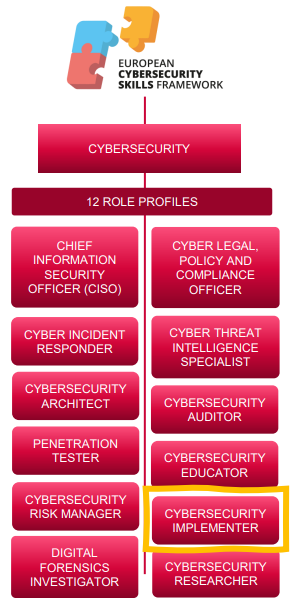 EUROPEAN
CYBERSECURITY
SKILLS FRAMEWORK
CYBERSECURITY
12 ROLE PROFILES
CHIEF
INFORMATION
SECURITY
OFFICER (CISO)
CYBER LEGAL,
POLICY AND
COMPLIANCE
OFFICER
CYBER INCIDENT
RESPONDER
CYBER THREAT
INTELLIGENCE
SPECIALIST
CYBERSECURITY
ARCHITECT
CYBERSECURITY
AUDITOR
PENETRATION
TESTER
CYBERSECURITY
EDUCATOR
CYBERSECURITY
RISK MANAGER
CYBERSECURITY
IMPLEMENTER
DIGITAL
FORENSICS
INVESTIGATOR
CYBERSECURITY
RESEARCHER